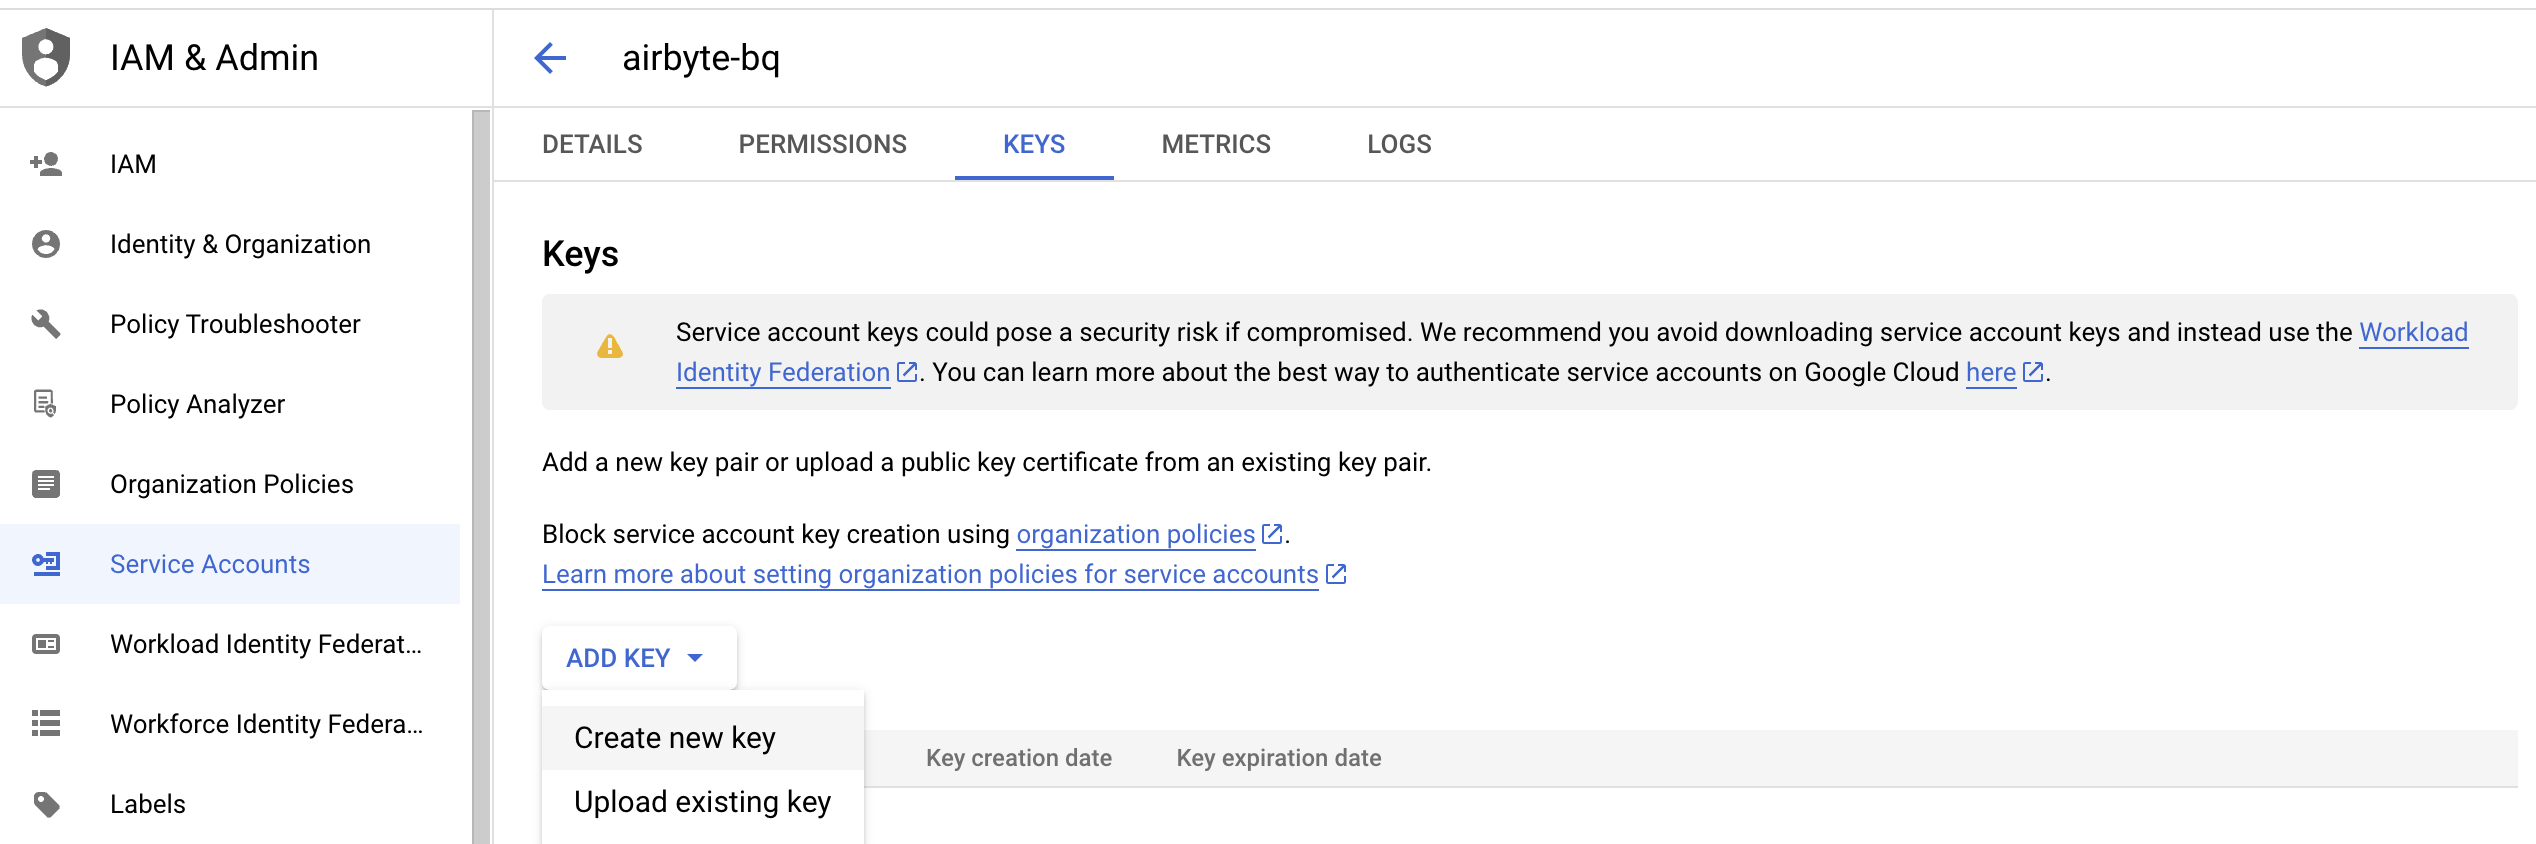 IAM & Admin
airbyte-bq
IAM
Identity & Organization
Policy Troubleshooter
Policy Analyzer
Organization Policies
Service Accounts
Workload Identity Federat...
Workforce Identity Federa...
Labels
DETAILS PERMISSIONS KEYS METRICS LOGS
Keys
Service account keys could pose a security risk if compromised. We recommend you avoid downloading service account keys and instead use the Workload
Identity Federation. You can learn more about the best way to authenticate service accounts on Google Cloud here.
Add a new key pair or upload a public key certificate from an existing key pair.
Block service account key creation using organization policies.
Learn more about setting organization policies for service accounts
ADD KEY
Create new key
Upload existing key
Key creation date Key expiration date